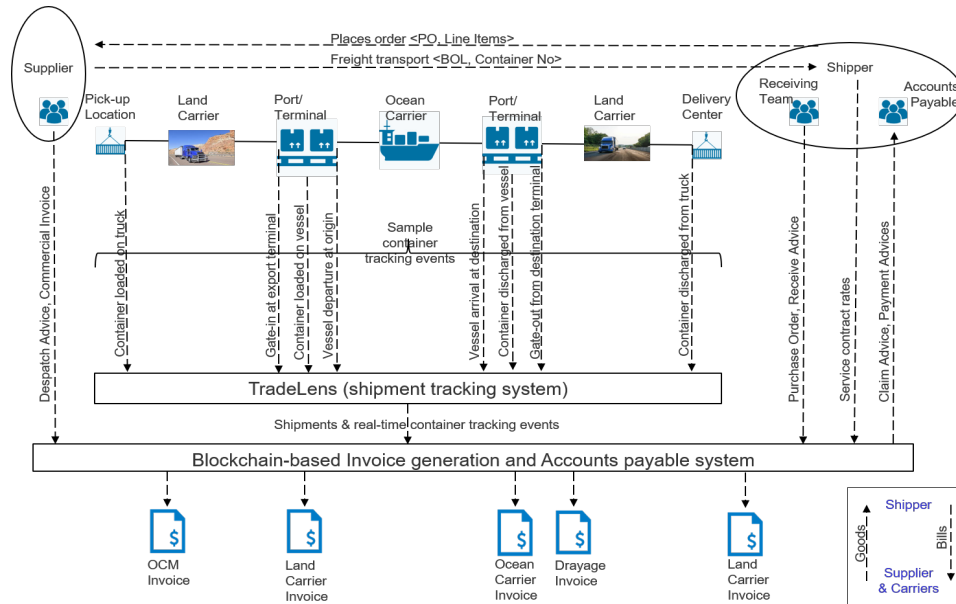 Places order <PO, Line Items>
Freight transport <BOL, Container No>
Supplier
Shipper
Receiving
Team
Accounts
Payable
Pick-up
Location
Land
Carrier
Port/
Terminal
Ocean
Carrier
Port/
Terminal
Land
Carrier
Delivery
Center
Sample
container
tracking events
Despatch Advice, Commercial Invoice
Container loaded on truck
Gate-in at export terminal
Container loaded on vessel
Vessel departure at origin
Vessel arrival at destination
Container discharged from vessel
Gate-out from destination terminal
Container discharged from truck
Purchase Order, Receive Advice
Service contract rates
Claim Advice, Payment Advices
TradeLens (shipment tracking system)
Shipments & real-time container tracking events
Blockchain-based Invoice generation and Accounts payable system
$
$
$
$
$
OCM
Invoice
Land
Carrier
Invoice
Ocean
Carrier
Invoice
Drayage
Invoice
Land
Carrier
Invoice
Shipper
Goods
Bills
Supplier
& Carriers